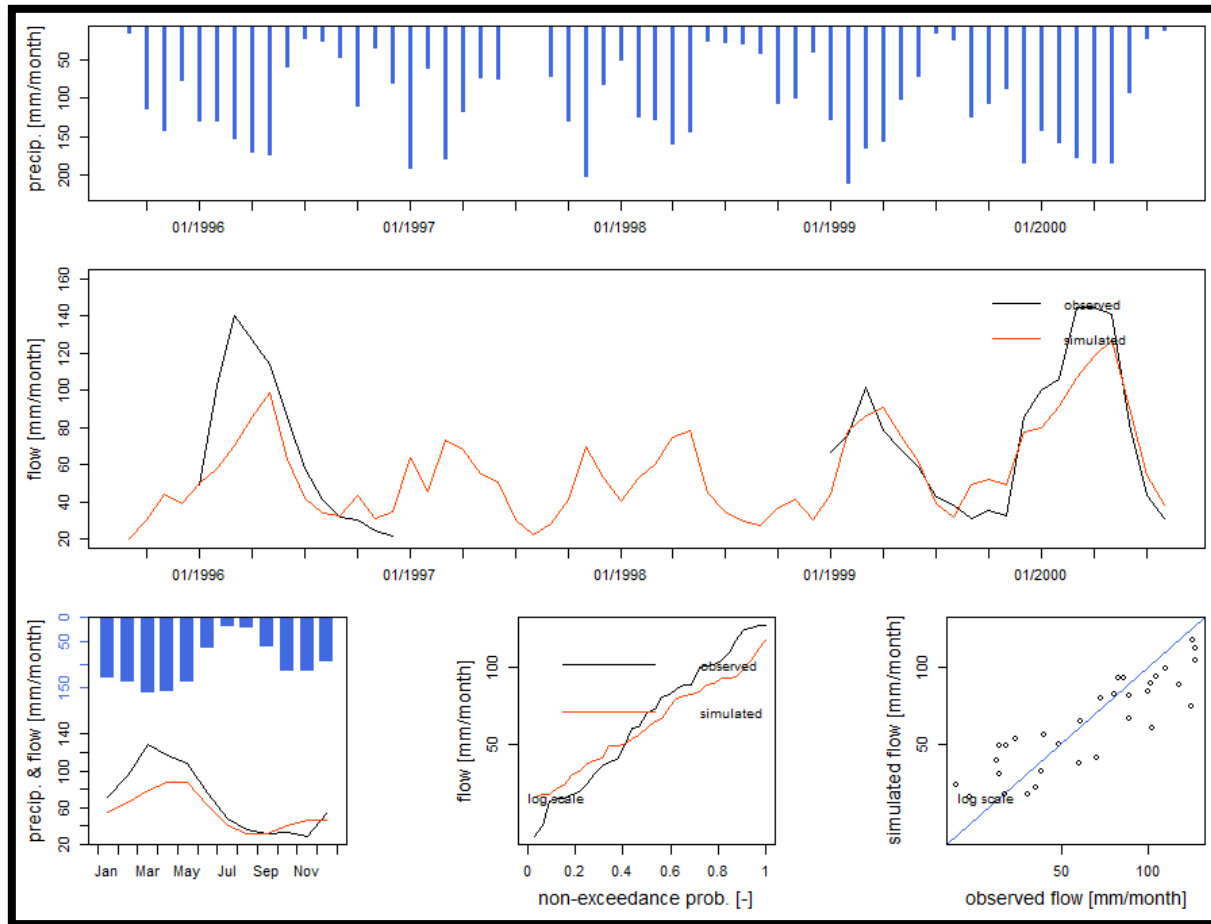 precip. [mm/month]
50
100
150
200
01/1996
01/1997
01/1998
01/1999
01/2000
flow [mm/month]
160
140
120
100
80
60
40
20
observed
simulated
01/1996
01/1997
01/1998
01/1999
01/2000
precip. & flow [mm/month]
0
50
150
140
100
60
20
Jan Mar May Jul Sep Nov
flow [mm/month]
100
50
observed
simulated
log scale
0 0.2 0.4 0.6 0.8 1
non-exceedance prob. [-]
simulated flow [mm/month]
100
50
log scale
50 100
observed flow [mm/month]